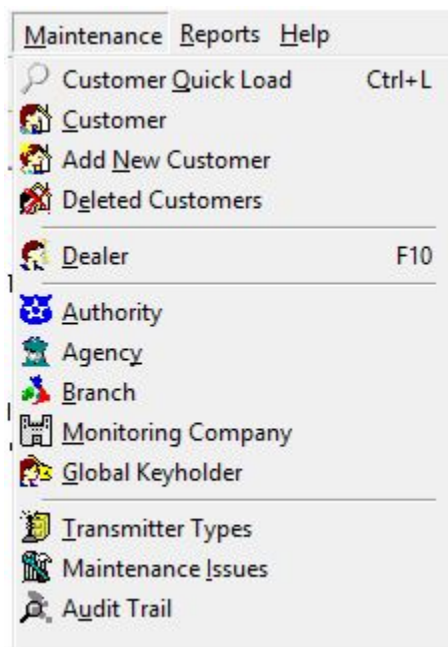 Maintenance Reports Help
Customer Quick Load Ctrl+L
Customer
Add New Customer
Deleted Customers
Dealer F10
Authority
Agency
Branch
Monitoring Company
Global Keyholder
Transmitter Types
Maintenance Issues
Audit Trail